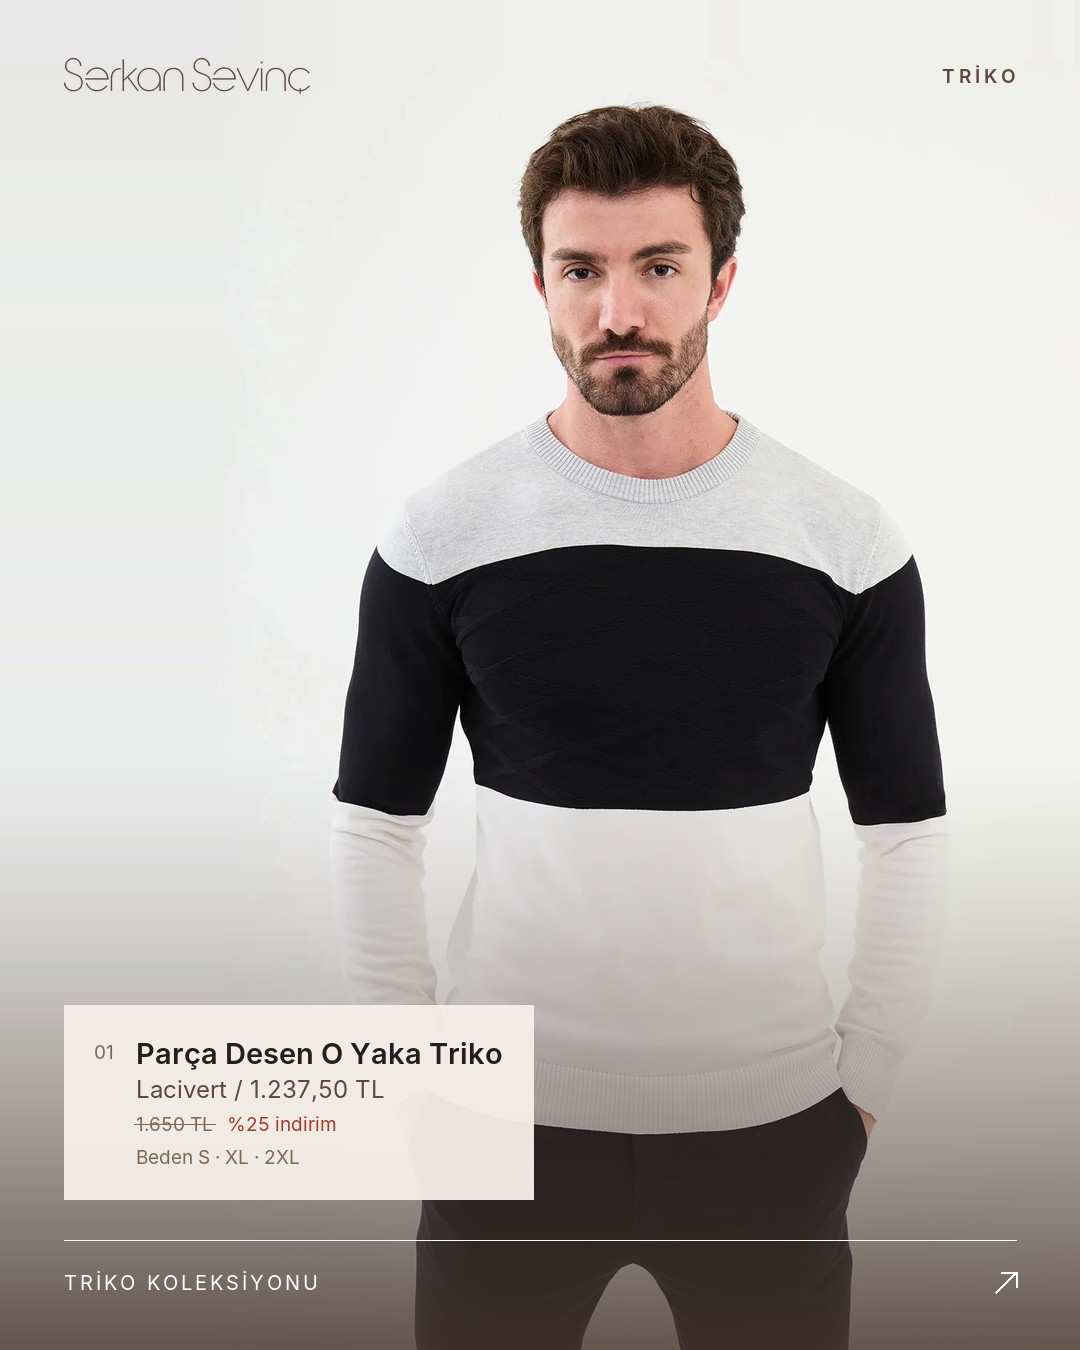 Serkan Sevinç
TRİKO
01
Parça Desen O Yaka Triko
Lacivert / 1.237,50 TL
1.650 TL %25 indirim
Beden S · XL · 2XL
TRİKO KOLEKSİYONU